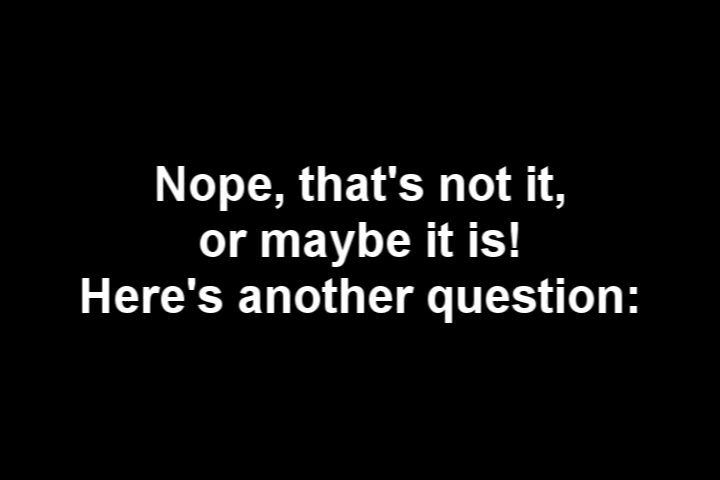 Nope, that's not it,
or maybe it is!
Here's another question: